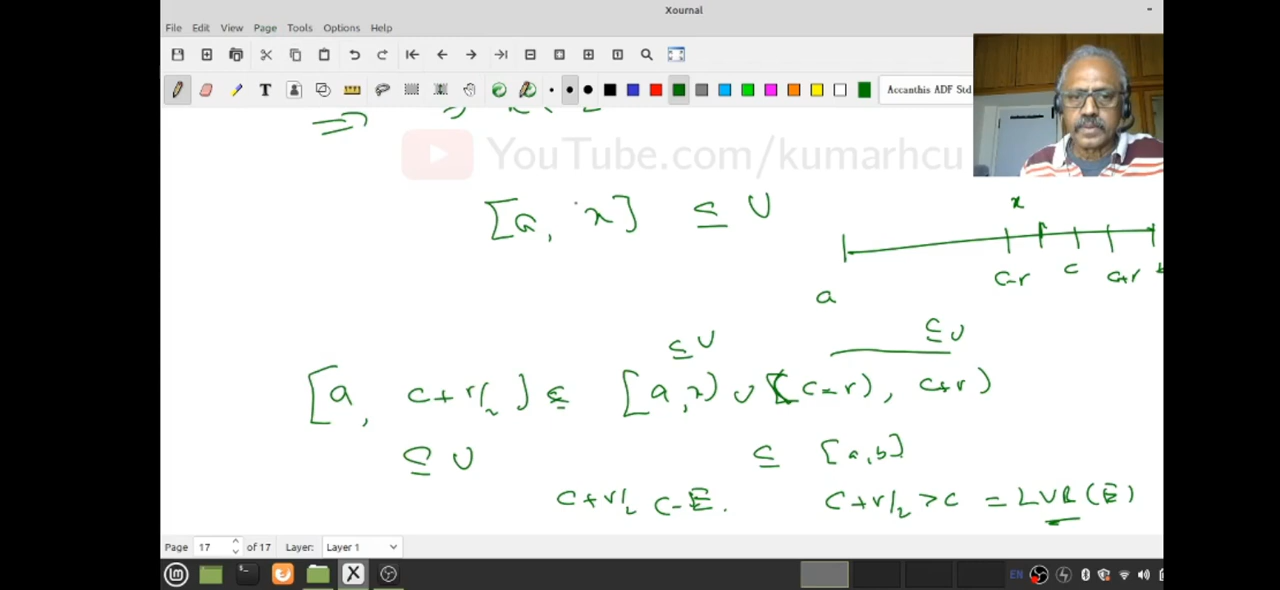 Xournal
File Edit View Page Tools Options Help
Accanthis ADF Std
⇒
YouTube.com/kumarhcu
[a, x] ⊆ U
x
c-r c c+r
a
⊆ U ⊆ U
[a, c+r/2] ⊆ [a, x) ∪ (c-r), c+r)
⊆ U ⊆ [a, b]
c+r/2 ∈ E. c+r/2 > c = LUB(E)
Page 17 of 17 Layer: Layer 1
EN